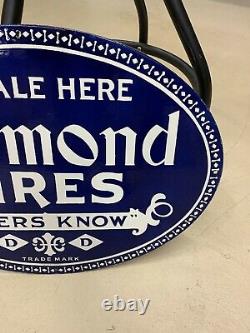 ALE HERE
mond
IRES
ERS KNOW
D D
TRADE MARK